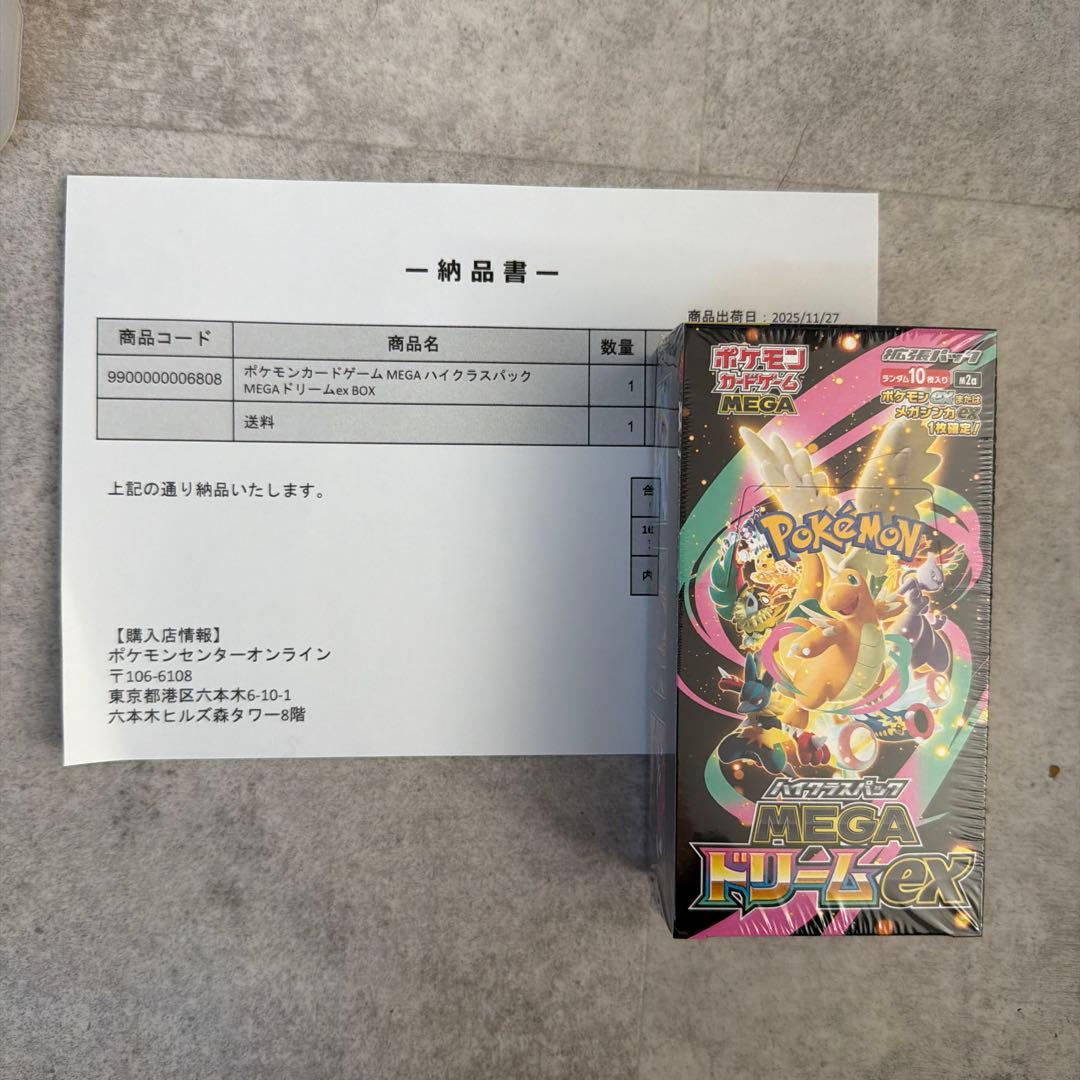 ー納品書ー
商品出荷日：2025/11/27
商品コード 商品名 数量
9900000006808 ポケモンカードゲーム MEGA ハイクラスパック 1
MEGAドリームex BOX
送料 1
上記の通り納品いたします。
合
10
内
【購入店情報】
ポケモンセンターオンライン
〒106-6108
東京都港区六本木6-10-1
六本木ヒルズ森タワー8階
ポケモン
カードゲーム
MEGA
拡張パック
ランダム10枚入り M2a
ポケモンexまたは
メガシンカex
1枚確定!
POKéMON
ハイクラスパック
MEGA
ドリームex